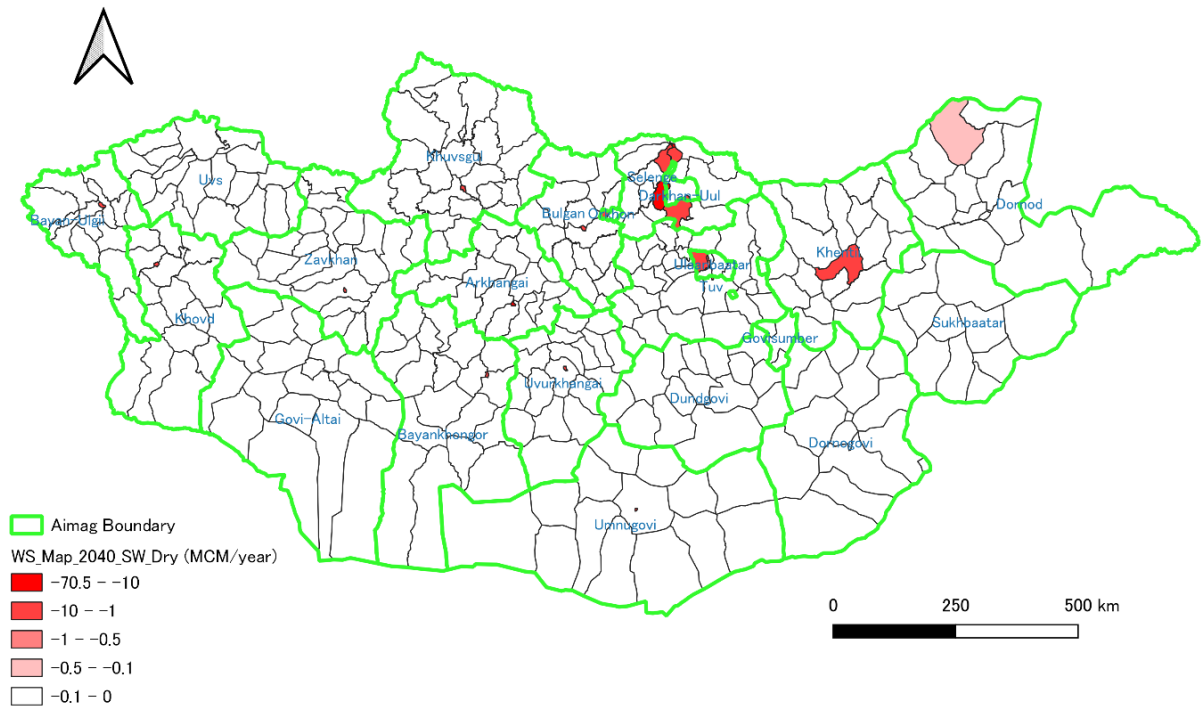 Khuvsgul
Uvs
Selenge
Darkhan-Uul
Dornod
Bayan-Ulgii
Bulgan
Orkhon
Khentii
Zavkhan
Ulaanbaatar
Arkhangai
Tuv
Khovd
Sukhbaatar
Govisumber
Uvurkhangai
Dundgovi
Govi-Altai
Bayankhongor
Dornogovi
Umnugovi
Aimag Boundary
WS_Map_2040_SW_Dry (MCM/year)
-70.5 - -10
-10 - -1
-1 - -0.5
-0.5 - -0.1
-0.1 - 0
0 250 500 km